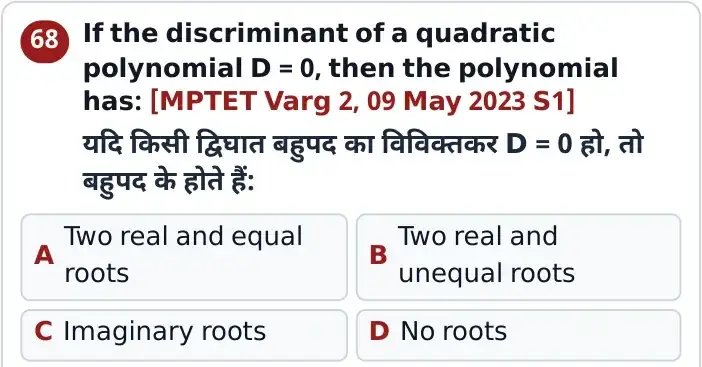 68 If the discriminant of a quadratic
polynomial D = 0, then the polynomial
has: [MPTET Varg 2, 09 May 2023 S1]
यदि किसी द्विघात बहुपद का विविक्तकर D = 0 हो, तो
बहुपद के होते हैं:
A Two real and equal
roots
B Two real and
unequal roots
C Imaginary roots
D No roots